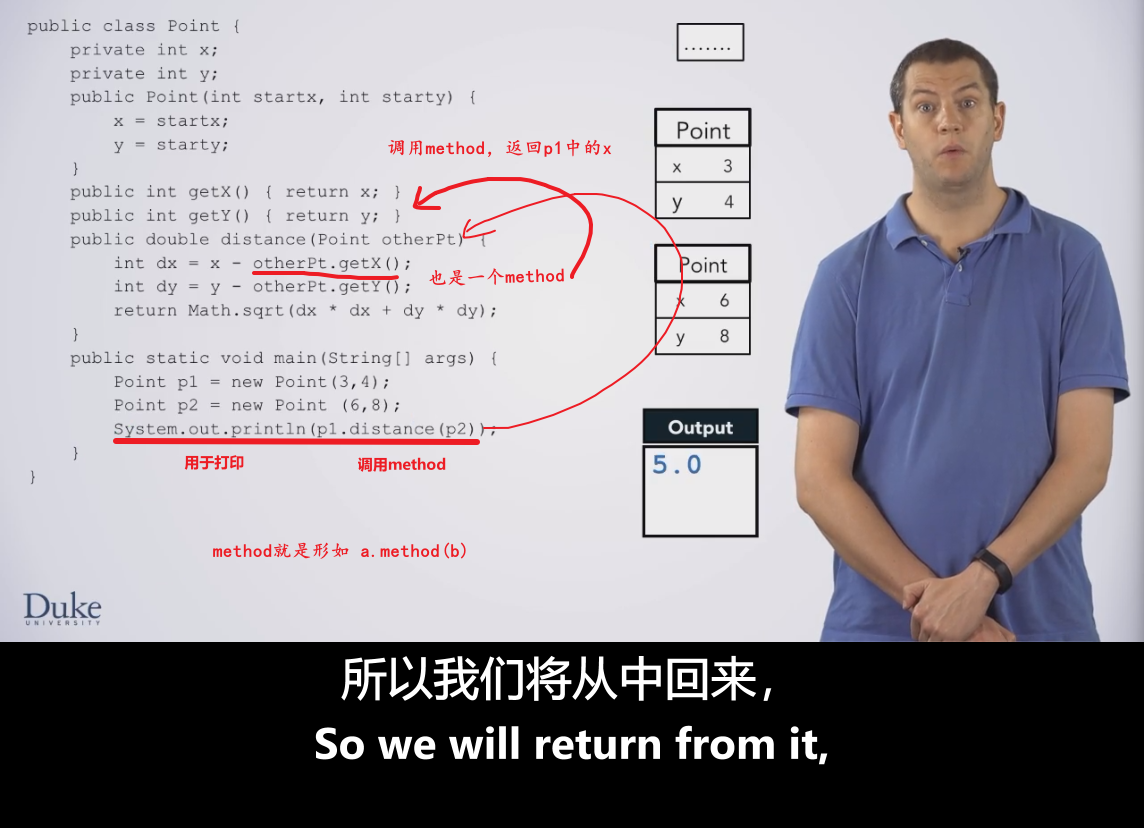 public class Point {
private int x;
private int y;
public Point(int startx, int starty) {
x = startx;
y = starty;
}
public int getX() { return x; }
public int getY() { return y; }
public double distance(Point otherPt) {
int dx = x - otherPt.getX();
int dy = y - otherPt.getY();
return Math.sqrt(dx * dx + dy * dy);
}
public static void main(String[] args) {
Point p1 = new Point(3,4);
Point p2 = new Point (6,8);
System.out.println(p1.distance(p2));
}
}
调用method，返回p1中的x
也是一个method
用于打印
调用method
method就是形如 a.method(b)
.......
Point
x 3
y 4
Point
x 6
y 8
Output
5.0
Duke
UNIVERSITY
所以我们将从中回来，
So we will return from it,